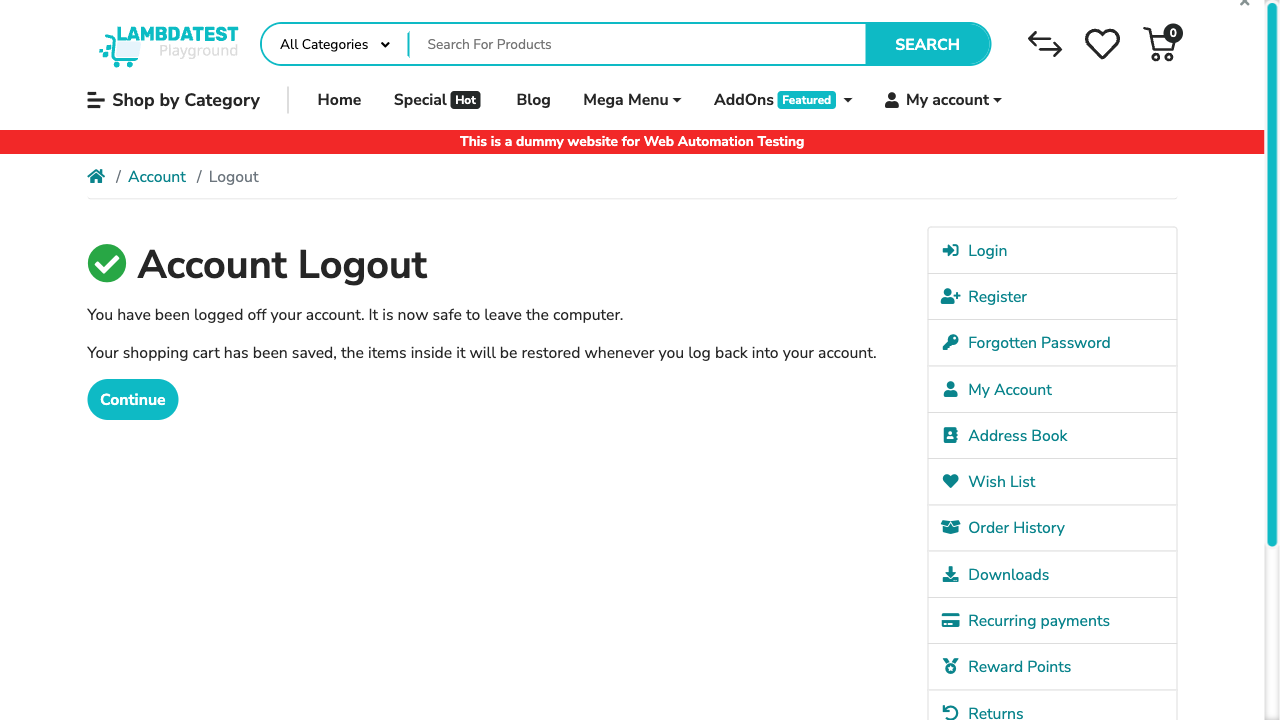 LAMBDATEST
Playground
All Categories
Search For Products
SEARCH
0
Shop by Category
Home
Special Hot
Blog
Mega Menu
AddOns Featured
My account
This is a dummy website for Web Automation Testing
/ Account / Logout
Account Logout
You have been logged off your account. It is now safe to leave the computer.
Your shopping cart has been saved, the items inside it will be restored whenever you log back into your account.
Continue
Login
Register
Forgotten Password
My Account
Address Book
Wish List
Order History
Downloads
Recurring payments
Reward Points
Returns